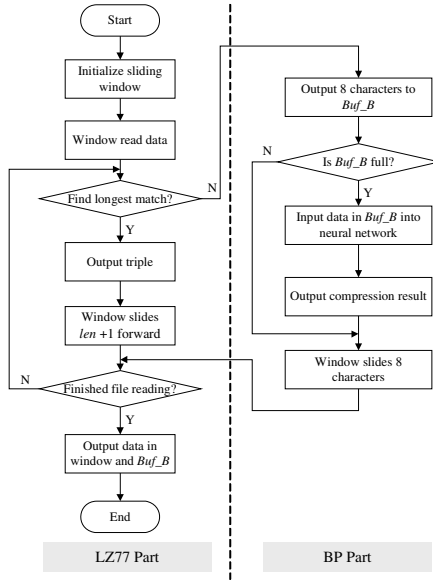 Start
Initialize sliding
window
Window read data
Find longest match?
N
Y
Output triple
Window slides
len +1 forward
Finished file reading?
N
Y
Output data in
window and Buf_B
End
LZ77 Part
Output 8 characters to
Buf_B
Is Buf_B full?
N
Y
Input data in Buf_B into
neural network
Output compression result
Window slides 8
characters
BP Part